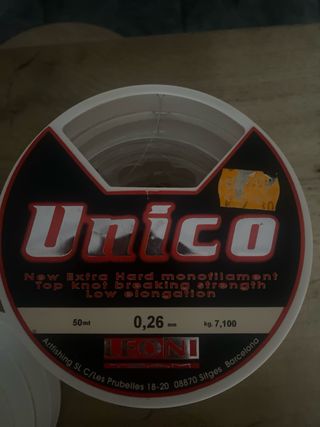 Unico
New Extra Hard monofilament
Top knot breaking strength
Low elongation
50mt 0,26 mm kg. 7,100
Artfishing SL C/Les Prubelles 18-20 08870 Sitges Barcelona